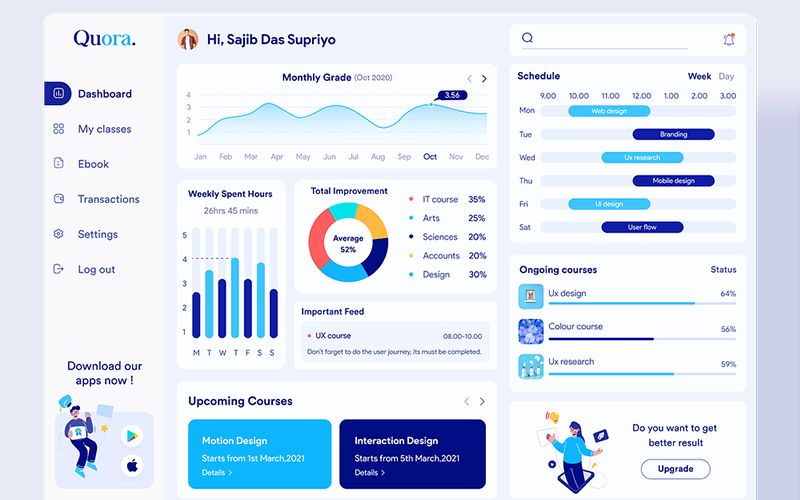 Quora.
Dashboard
My classes
Ebook
Transactions
Settings
Log out
Download our
apps now !
Hi, Sajib Das Supriyo
Monthly Grade (Oct 2020)
3.56
4
3
2
1
Jan Feb Mar Apr May Jun Jul Aug Sep Oct Nov Dec
Weekly Spent Hours
26hrs 45 mins
5
4
3
2
1
M T W T F S S
Total Improvement
Average
52%
IT course 35%
Arts 25%
Sciences 20%
Accounts 20%
Design 30%
Important Feed
UX course 08.00-10.00
Don't forget to do the user journey, its must be completed.
Upcoming Courses
Motion Design
Starts from 1st March,2021
Details >
Interaction Design
Starts from 5th March,2021
Details >
Schedule Week Day
9.00 10.00 11.00 12.00 1.00 2.00 3.00
Mon Web design
Tue Branding
Wed Ux research
Thu Mobile design
Fri Ui design
Sat User flow
Ongoing courses Status
Ux design 64%
Colour course 56%
Ux research 59%
Do you want to get
better result
Upgrade